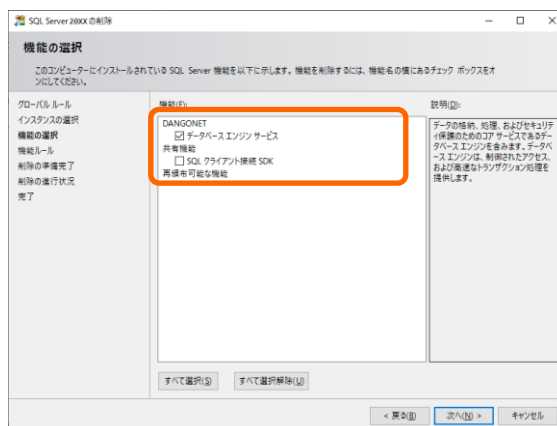 SQL Server 20XX の削除
機能の選択
このコンピューターにインストールされている SQL Server 機能を以下に示します。機能を削除するには、機能名の横にあるチェック ボックスをオ
ンにしてください。
グローバル ルール
インスタンスの選択
機能の選択
機能ルール
削除の準備完了
削除の進行状況
完了
機能(F):
DANGONET
データベース エンジン サービス
共有機能
SQL クライアント接続 SDK
再頒布可能な機能
説明(D):
データの格納、処理、およびセキュリテ
ィ保護のためのコア サービスであるデー
タベース エンジンを含みます。データベ
ース エンジンは、制御されたアクセス、
および高速なトランザクション処理を
提供します。
すべて選択(S)
すべて選択解除(U)
< 戻る(B)
次へ(N) >
キャンセル